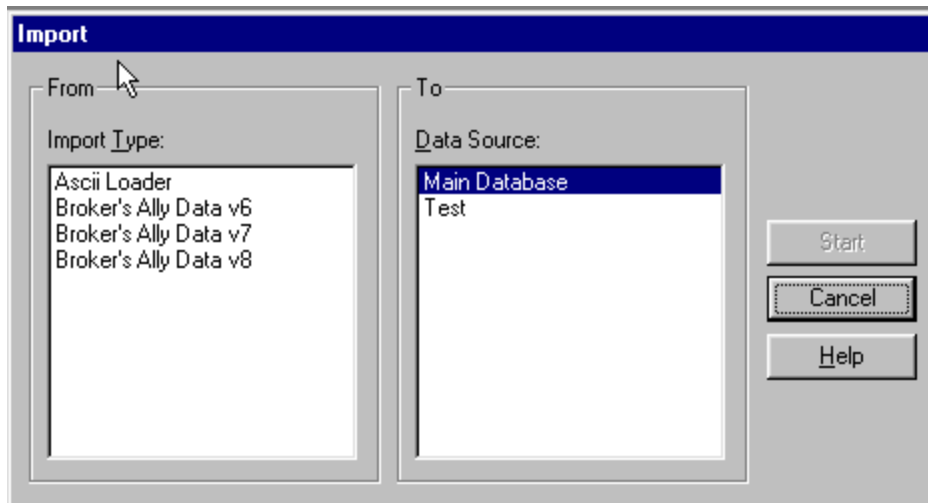 Import
From
Import Type:
Ascii Loader
Broker's Ally Data v6
Broker's Ally Data v7
Broker's Ally Data v8
To
Data Source:
Main Database
Test
Start
Cancel
Help